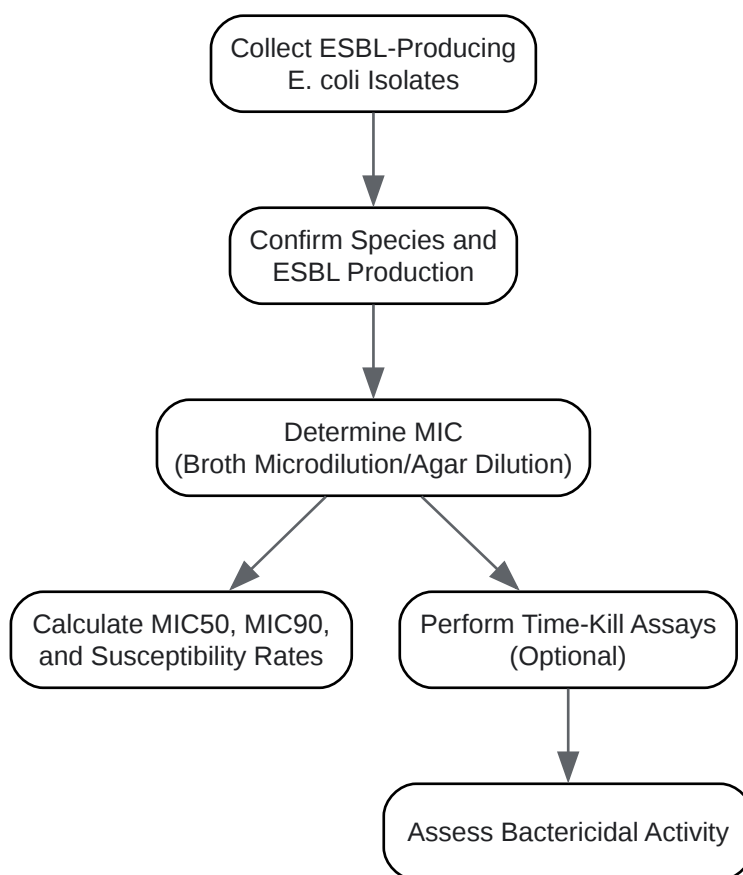 Collect ESBL-Producing
E. coli Isolates
Confirm Species and
ESBL Production
Determine MIC
(Broth Microdilution/Agar Dilution)
Calculate MIC50, MIC90,
and Susceptibility Rates
Perform Time-Kill Assays
(Optional)
Assess Bactericidal Activity